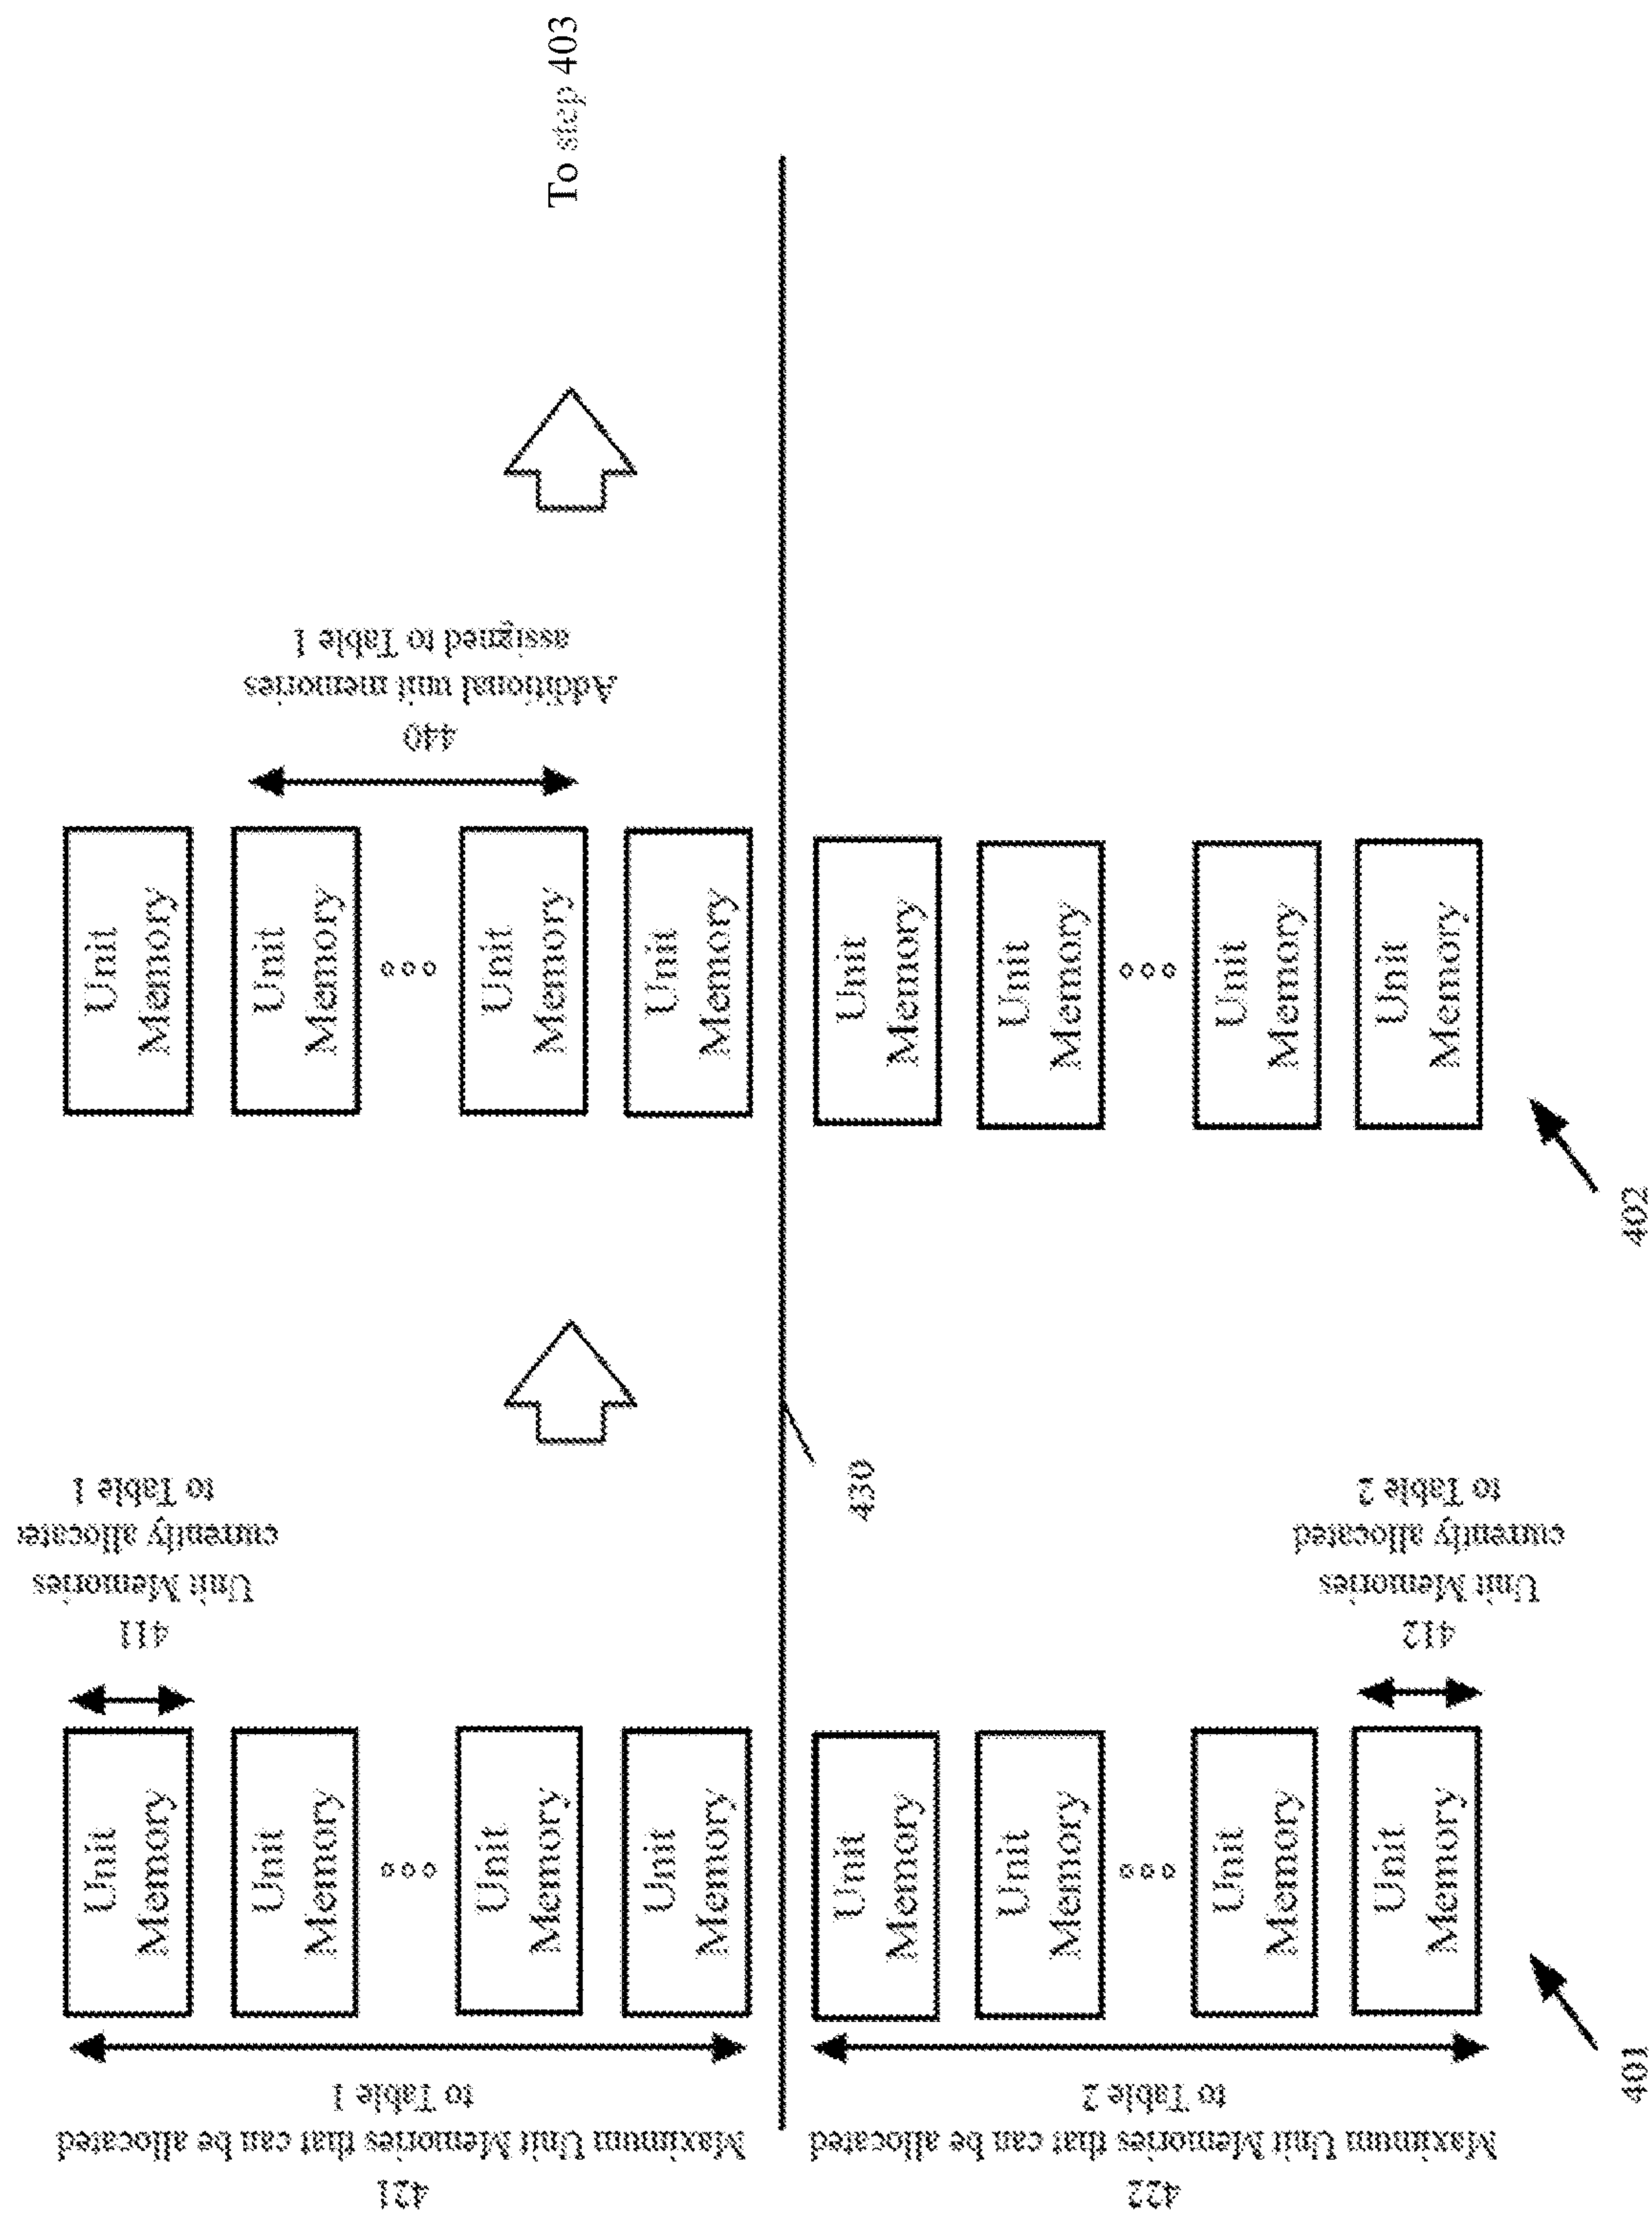 To step 403
421
Maximum Unit Memories that can be allocated
to Table 1
422
Maximum Unit Memories that can be allocated
to Table 2
Unit
Memory
Unit
Memory
Unit
Memory
Unit
Memory
Unit
Memory
Unit
Memory
Unit
Memory
Unit
Memory
401
411
Unit Memories
currently allocate
to Table 1
412
Unit Memories
currently allocated
to Table 2
430
Unit
Memory
Unit
Memory
Unit
Memory
Unit
Memory
Unit
Memory
Unit
Memory
Unit
Memory
Unit
Memory
402
440
Additional unit memories
assigned to Table 1